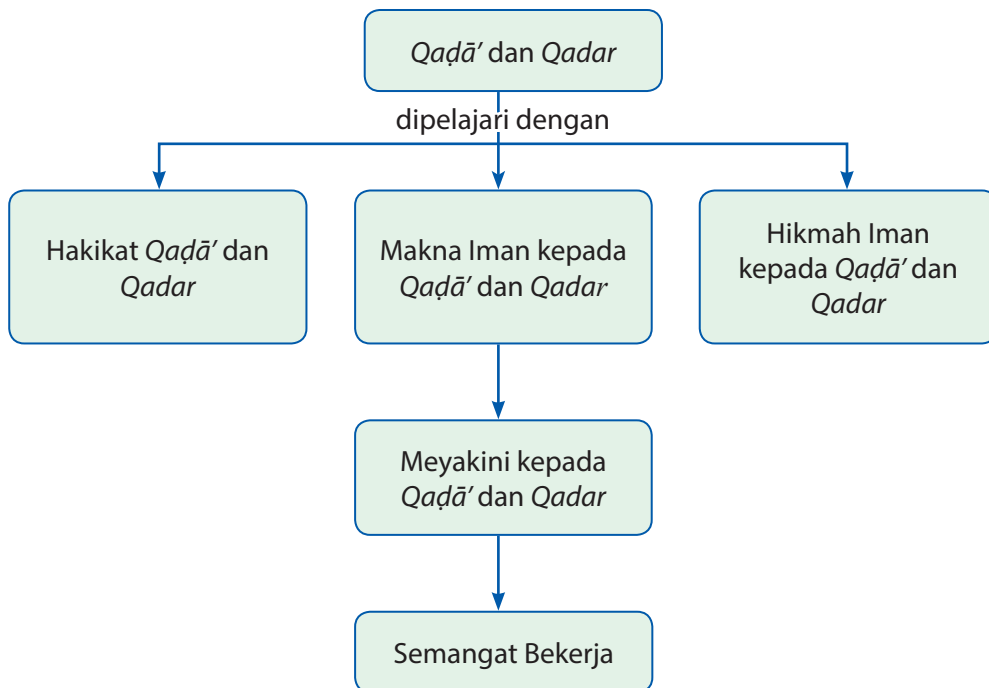 Qaḍā’ dan Qadar
dipelajari dengan
Hakikat Qaḍā’ dan
Qadar
Makna Iman kepada
Qaḍā’ dan Qadar
Hikmah Iman
kepada Qaḍā’ dan
Qadar
Meyakini kepada
Qaḍā’ dan Qadar
Semangat Bekerja